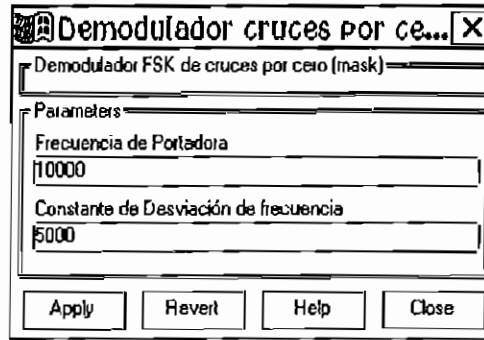 Demodulador cruces por ce...
Demodulador FSK de cruces por cero (mask)
Parameters
Frecuencia de Portadora
10000
Constante de Desviación de frecuencia
5000
Apply Revert Help Close